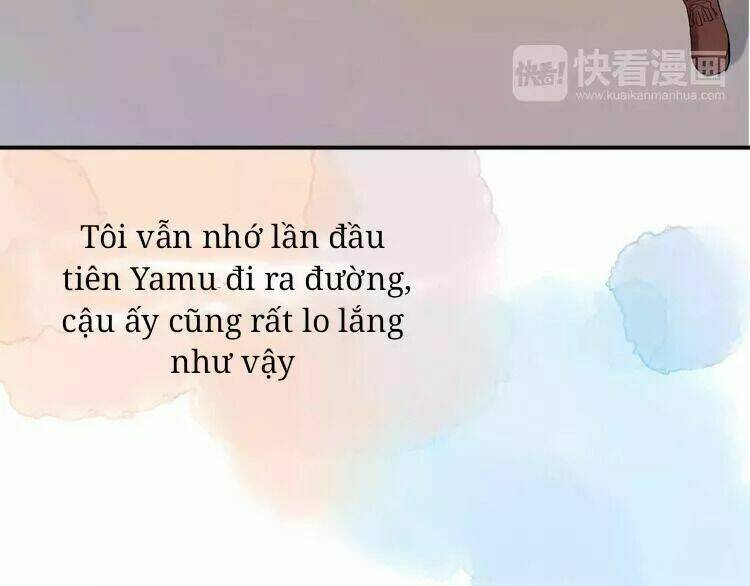 快看!
快看漫画
www.kuaikanmanhua.com
Tôi vẫn nhớ lần đầu
tiên Yamu đi ra đường,
cậu ấy cũng rất lo lắng
như vậy